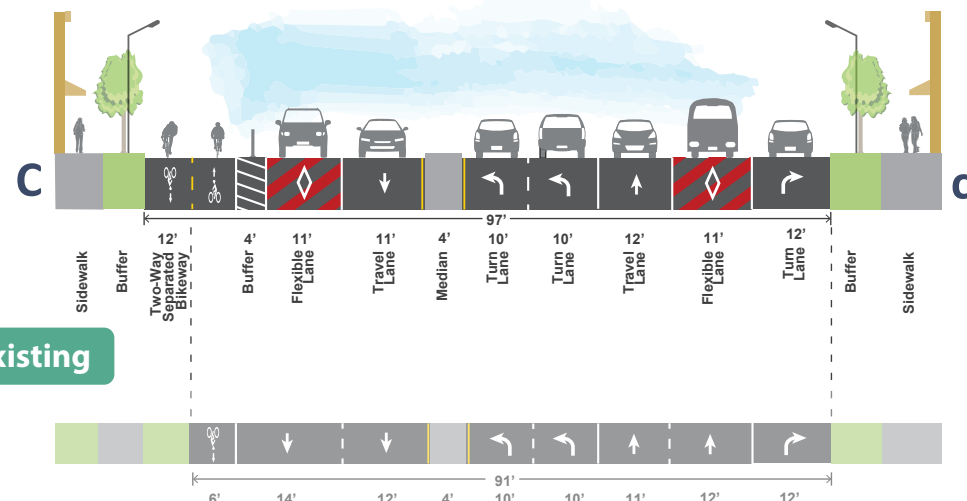 C
97'
12' 4' 11' 11' 4' 10' 10' 12' 11' 12'
Sidewalk
Buffer
Two-Way
Separated
Bikeway
Buffer
Flexible
Lane
Travel
Lane
Median
Turn
Lane
Turn
Lane
Travel
Lane
Flexible
Lane
Turn
Lane
Buffer
Sidewalk
xisting
91'
6' 14' 12' 4' 10' 10' 11' 12' 12'